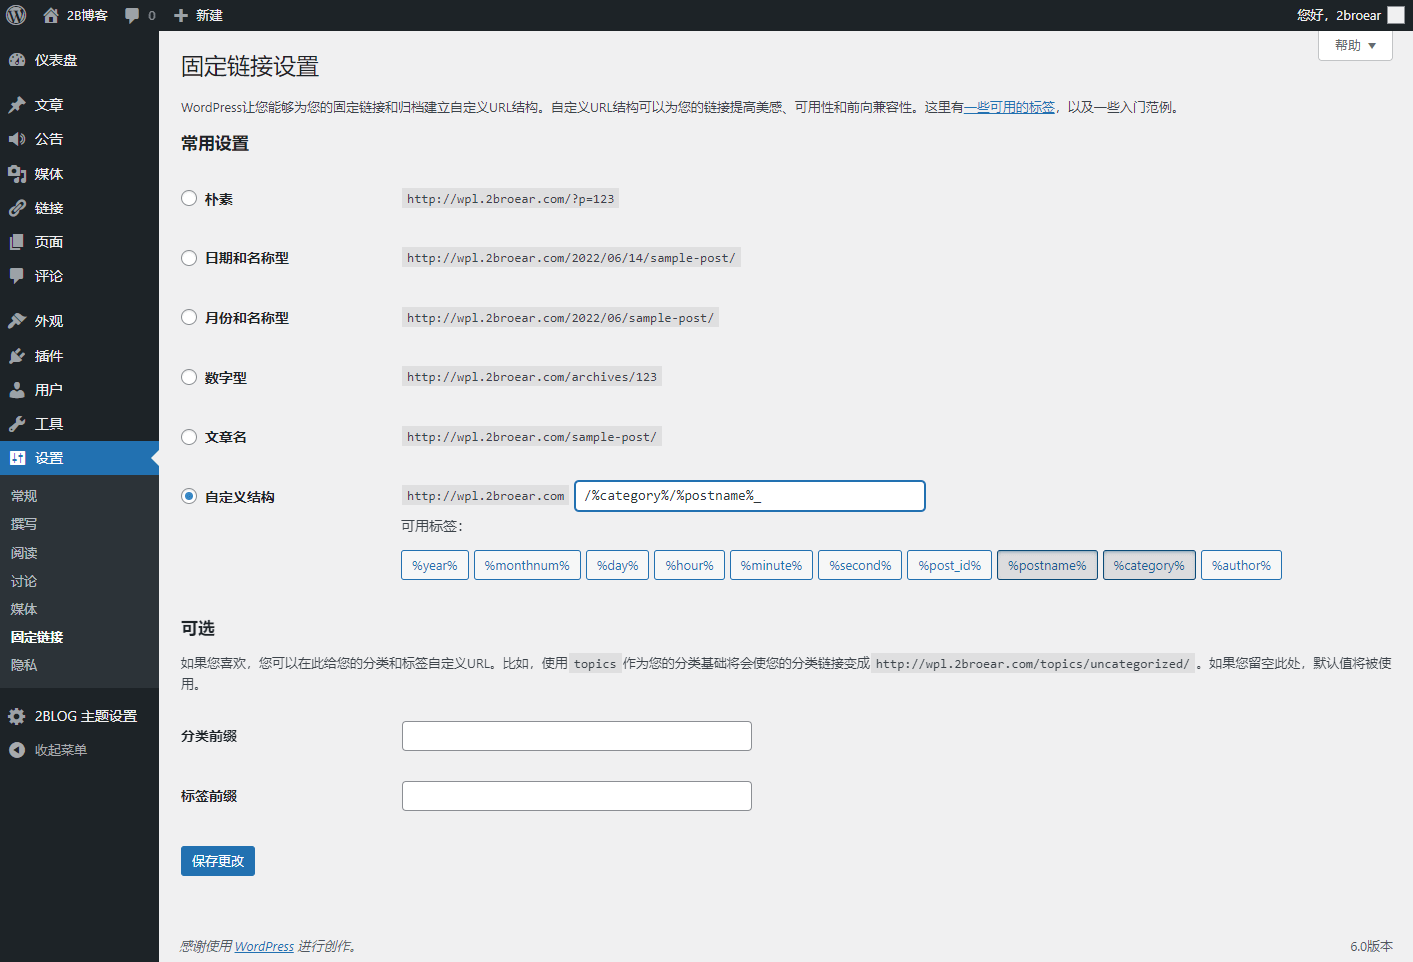 2B博客 0 新建 您好，2broear
帮助
仪表盘
文章
公告
媒体
链接
页面
评论
外观
插件
用户
工具
设置
常规
撰写
阅读
讨论
媒体
固定链接
隐私
2BLOG 主题设置
收起菜单
固定链接设置
WordPress让您能够为您的固定链接和归档建立自定义URL结构。自定义URL结构可以为您的链接提高美感、可用性和前向兼容性。这里有一些可用的标签，以及一些入门范例。
常用设置
朴素 http://wpl.2broear.com/?p=123
日期和名称型 http://wpl.2broear.com/2022/06/14/sample-post/
月份和名称型 http://wpl.2broear.com/2022/06/sample-post/
数字型 http://wpl.2broear.com/archives/123
文章名 http://wpl.2broear.com/sample-post/
自定义结构 http://wpl.2broear.com /%category%/%postname%_
可用标签：
%year% %monthnum% %day% %hour% %minute% %second% %post_id% %postname% %category% %author%
可选
如果您喜欢，您可以在此给您的分类和标签自定义URL。比如，使用 topics 作为您的分类基础将会使您的分类链接变成 http://wpl.2broear.com/topics/uncategorized/ 。如果您留空此处，默认值将被使
用。
分类前缀
标签前缀
保存更改
感谢使用 WordPress 进行创作。
6.0版本